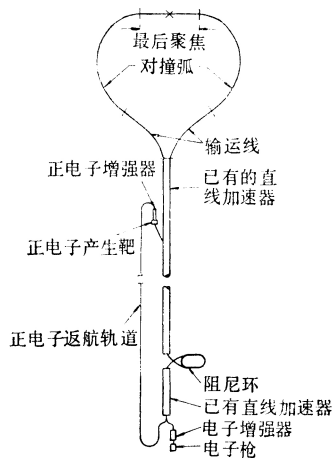 最后聚焦
对撞弧
输运线
正电子增强器
已有的直
线加速器
正电子产生靶
正电子返航轨道
阻尼环
已有直线加速器
电子增强器
电子枪